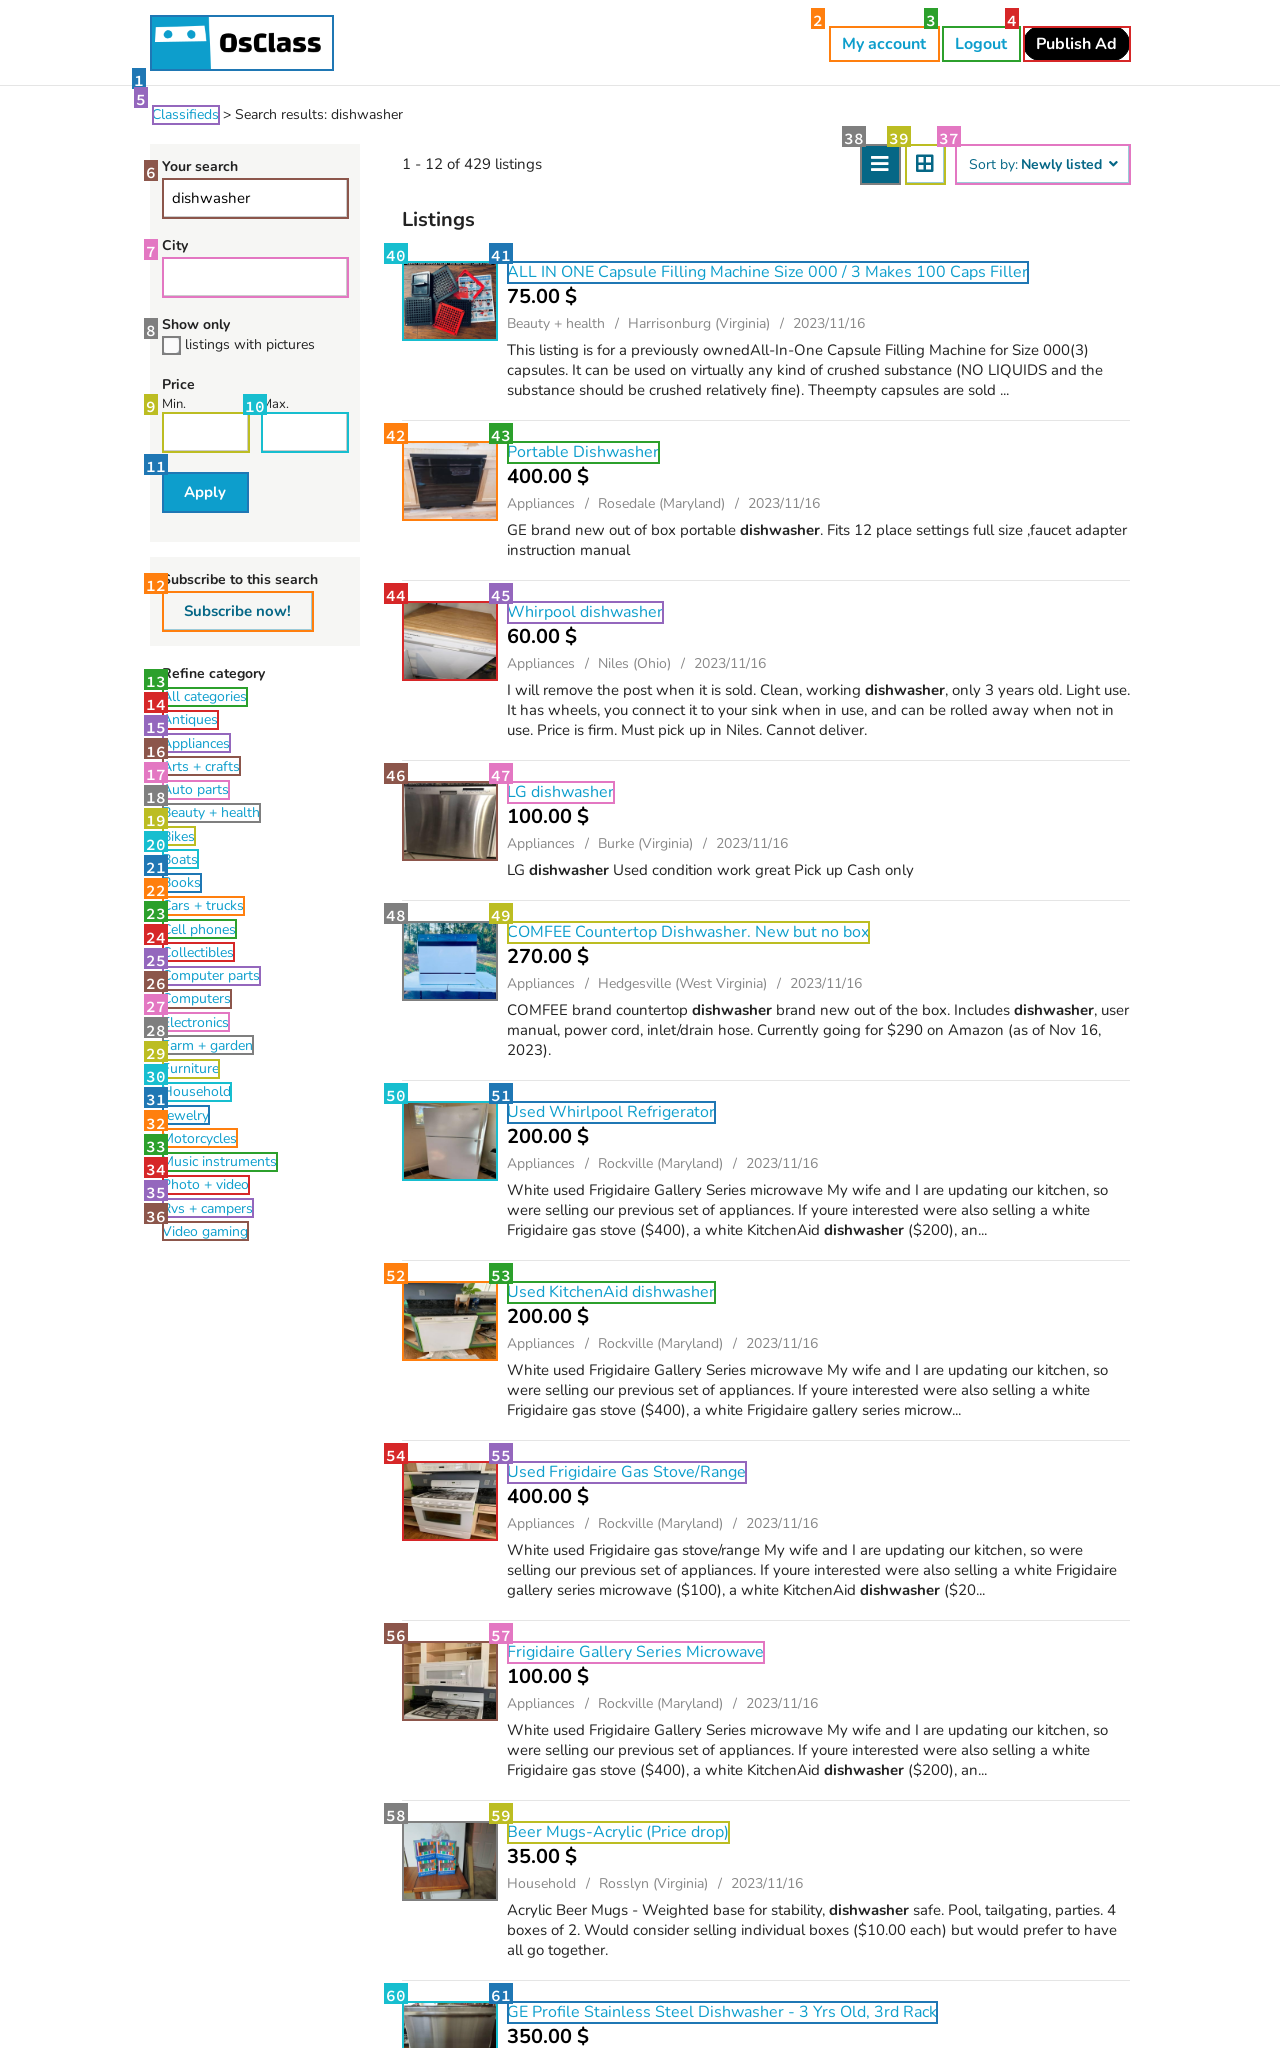 OsClass
2
My account
3
Logout
4
Publish Ad
1
5
Classifieds > Search results: dishwasher
6
Your search
dishwasher
7
City
8
Show only
listings with pictures
Price
9
Min.
10
Max.
11
Apply
12
Subscribe to this search
Subscribe now!
Refine category
13
All categories
14
Antiques
15
Appliances
16
Arts + crafts
17
Auto parts
18
Beauty + health
19
Bikes
20
Boats
21
Books
22
Cars + trucks
23
Cell phones
24
Collectibles
25
Computer parts
26
Computers
27
Electronics
28
Farm + garden
29
Furniture
30
Household
31
Jewelry
32
Motorcycles
33
Music instruments
34
Photo + video
35
Rvs + campers
36
Video gaming
1 - 12 of 429 listings
38
39
37
Sort by: Newly listed
Listings
40
41
ALL IN ONE Capsule Filling Machine Size 000 / 3 Makes 100 Caps Filler
75.00 $
Beauty + health / Harrisonburg (Virginia) / 2023/11/16
This listing is for a previously ownedAll-In-One Capsule Filling Machine for Size 000(3)
capsules. It can be used on virtually any kind of crushed substance (NO LIQUIDS and the
substance should be crushed relatively fine). Theempty capsules are sold ...
42
43
Portable Dishwasher
400.00 $
Appliances / Rosedale (Maryland) / 2023/11/16
GE brand new out of box portable dishwasher. Fits 12 place settings full size ,faucet adapter
instruction manual
44
45
Whirpool dishwasher
60.00 $
Appliances / Niles (Ohio) / 2023/11/16
I will remove the post when it is sold. Clean, working dishwasher, only 3 years old. Light use.
It has wheels, you connect it to your sink when in use, and can be rolled away when not in
use. Price is firm. Must pick up in Niles. Cannot deliver.
46
47
LG dishwasher
100.00 $
Appliances / Burke (Virginia) / 2023/11/16
LG dishwasher Used condition work great Pick up Cash only
48
49
COMFEE Countertop Dishwasher. New but no box
270.00 $
Appliances / Hedgesville (West Virginia) / 2023/11/16
COMFEE brand countertop dishwasher brand new out of the box. Includes dishwasher, user
manual, power cord, inlet/drain hose. Currently going for $290 on Amazon (as of Nov 16,
2023).
50
51
Used Whirlpool Refrigerator
200.00 $
Appliances / Rockville (Maryland) / 2023/11/16
White used Frigidaire Gallery Series microwave My wife and I are updating our kitchen, so
were selling our previous set of appliances. If youre interested were also selling a white
Frigidaire gas stove ($400), a white KitchenAid dishwasher ($200), an...
52
53
Used KitchenAid dishwasher
200.00 $
Appliances / Rockville (Maryland) / 2023/11/16
White used Frigidaire Gallery Series microwave My wife and I are updating our kitchen, so
were selling our previous set of appliances. If youre interested were also selling a white
Frigidaire gas stove ($400), a white Frigidaire gallery series microw...
54
55
Used Frigidaire Gas Stove/Range
400.00 $
Appliances / Rockville (Maryland) / 2023/11/16
White used Frigidaire gas stove/range My wife and I are updating our kitchen, so were
selling our previous set of appliances. If youre interested were also selling a white Frigidaire
gallery series microwave ($100), a white KitchenAid dishwasher ($20...
56
57
Frigidaire Gallery Series Microwave
100.00 $
Appliances / Rockville (Maryland) / 2023/11/16
White used Frigidaire Gallery Series microwave My wife and I are updating our kitchen, so
were selling our previous set of appliances. If youre interested were also selling a white
Frigidaire gas stove ($400), a white KitchenAid dishwasher ($200), an...
58
59
Beer Mugs-Acrylic (Price drop)
35.00 $
Household / Rosslyn (Virginia) / 2023/11/16
Acrylic Beer Mugs - Weighted base for stability, dishwasher safe. Pool, tailgating, parties. 4
boxes of 2. Would consider selling individual boxes ($10.00 each) but would prefer to have
all go together.
60
61
GE Profile Stainless Steel Dishwasher - 3 Yrs Old, 3rd Rack
350.00 $